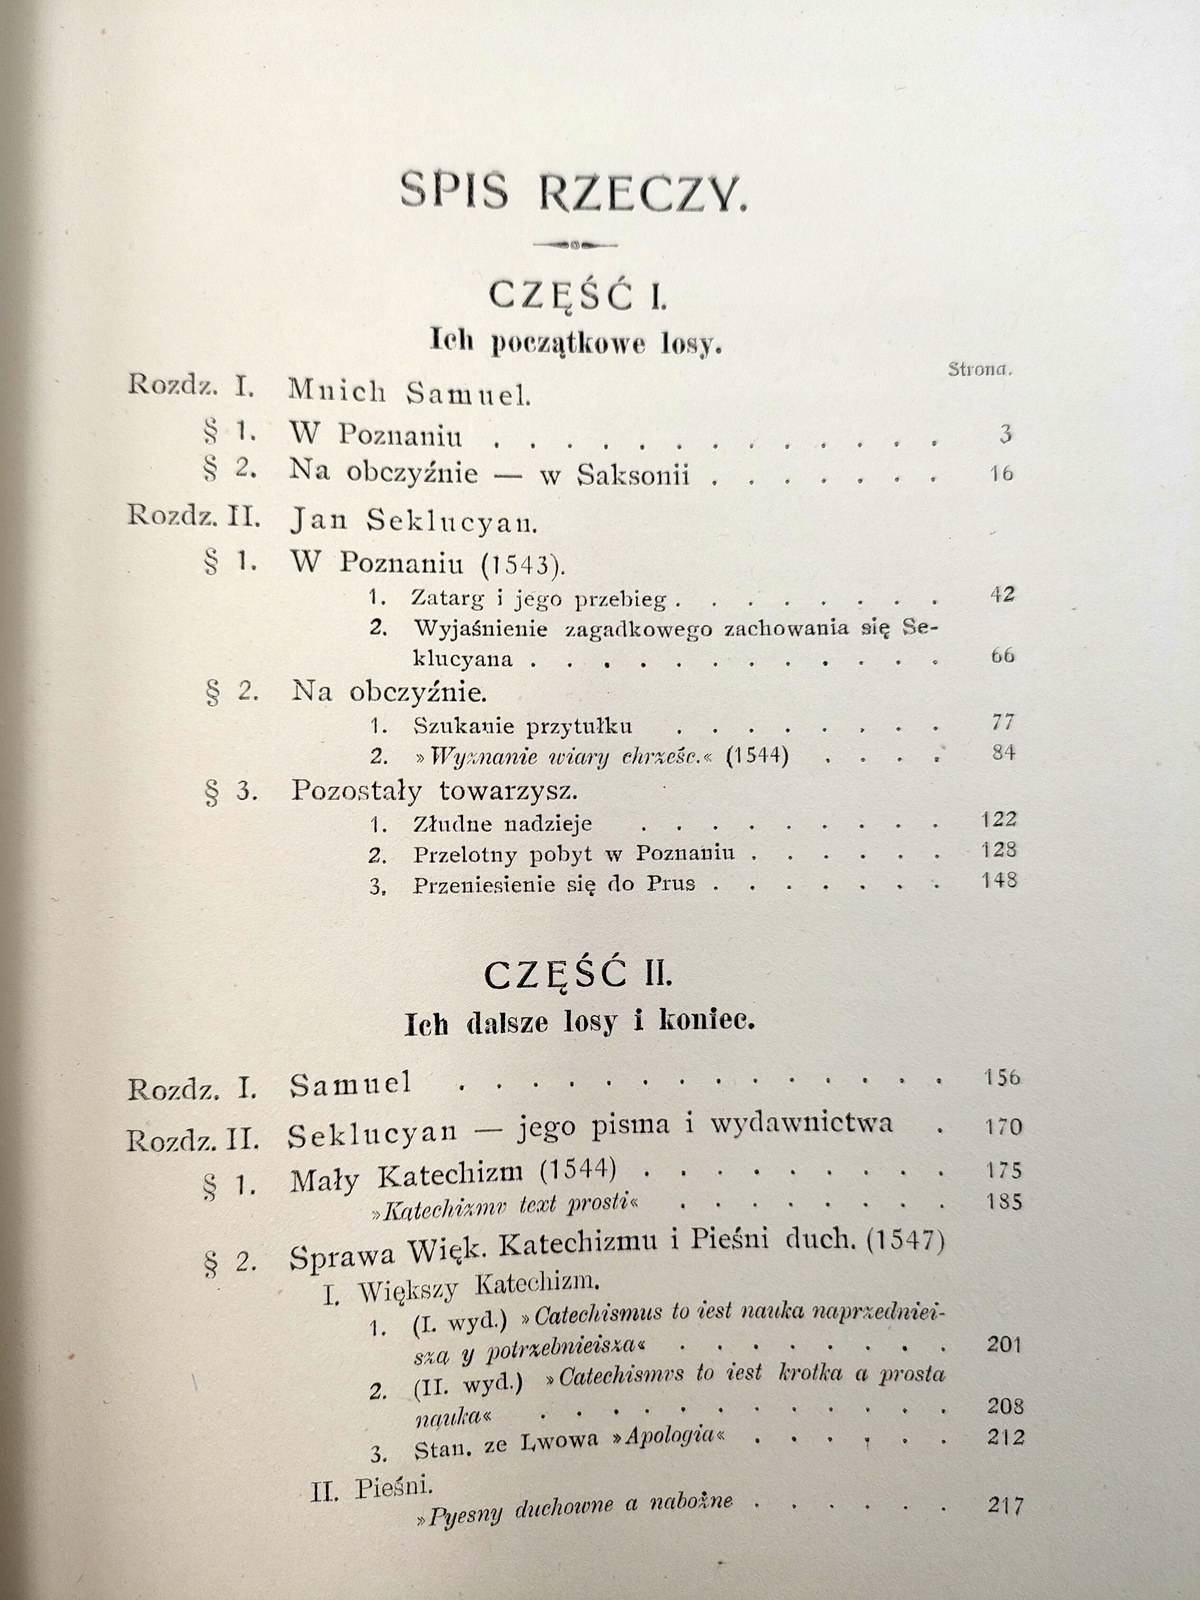 SPIS RZECZY.
CZĘŚĆ I.
Ich początkowe losy.
Strona.
Rozdz. I. Mnich Samuel.
§ 1. W Poznaniu . . . . . . . . . . . . . 3
§ 2. Na obczyźnie — w Saksonii . . . . . . . 16
Rozdz. II. Jan Seklucyan.
§ 1. W Poznaniu (1543).
1. Zatarg i jego przebieg . . . . . . . . 42
2. Wyjaśnienie zagadkowego zachowania się Se-
klucyana . . . . . . . . . . . . 66
§ 2. Na obczyźnie.
1. Szukanie przytułku . . . . . . . . 77
2. »Wyznanie wiary chrześc.« (1544) . . . . 84
§ 3. Pozostały towarzysz.
1. Złudne nadzieje . . . . . . . . . 122
2. Przelotny pobyt w Poznaniu . . . . . . 128
3. Przeniesienie się do Prus . . . . . . . 148
CZĘŚĆ II.
Ich dalsze losy i koniec.
Rozdz. I. Samuel . . . . . . . . . . . . . . 156
Rozdz. II. Seklucyan — jego pisma i wydawnictwa . 170
§ 1. Mały Katechizm (1544) . . . . . . . . . 175
»Katechizmv text prosti« . . . . . . . . 185
§ 2. Sprawa Więk. Katechizmu i Pieśni duch. (1547)
I. Większy Katechizm.
1. (I. wyd.) »Catechismus to iest nauka naprzedniei-
szą y potrzebnieisza« . . . . . . . . 201
2. (II. wyd.) »Catechismvs to iest krotka a prosta
nauka« . . . . . . . . . . . . 208
3. Stan. ze Lwowa »Apologia« . . . . . . 212
II. Pieśni.
»Pyesny duchowne a nabożne . . . . . . 217